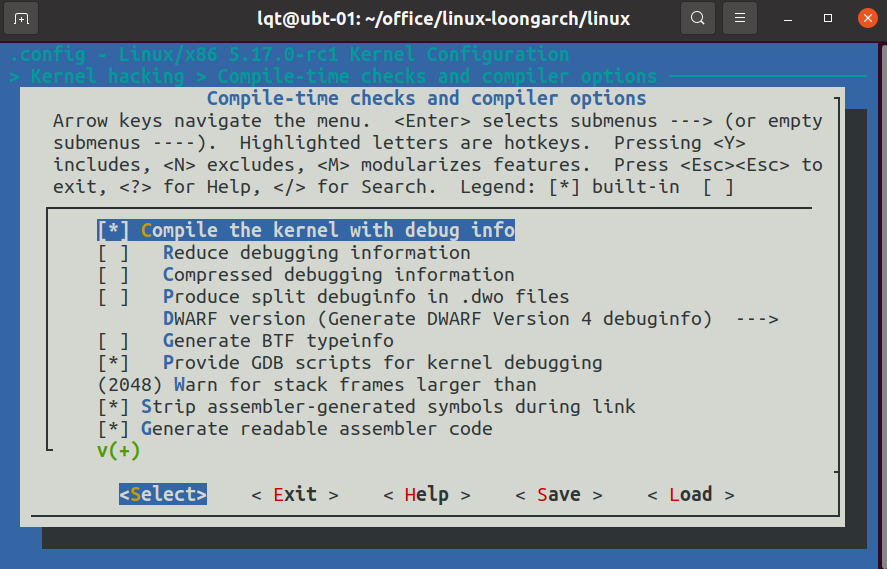 lqt@ubt-01: ~/office/linux-loongarch/linux
.config - Linux/x86 5.17.0-rc1 Kernel Configuration
> Kernel hacking > Compile-time checks and compiler options
Compile-time checks and compiler options
Arrow keys navigate the menu.  <Enter> selects submenus ---> (or empty
submenus ----).  Highlighted letters are hotkeys.  Pressing <Y>
includes, <N> excludes, <M> modularizes features.  Press <Esc><Esc> to
exit, <?> for Help, </> for Search.  Legend: [*] built-in  [ ]
[*] Compile the kernel with debug info
[ ]   Reduce debugging information
[ ]   Compressed debugging information
[ ]   Produce split debuginfo in .dwo files
DWARF version (Generate DWARF Version 4 debuginfo)  --->
[ ]   Generate BTF typeinfo
[*]   Provide GDB scripts for kernel debugging
(2048) Warn for stack frames larger than
[*] Strip assembler-generated symbols during link
[*] Generate readable assembler code
v(+)
<Select>    < Exit >    < Help >    < Save >    < Load >